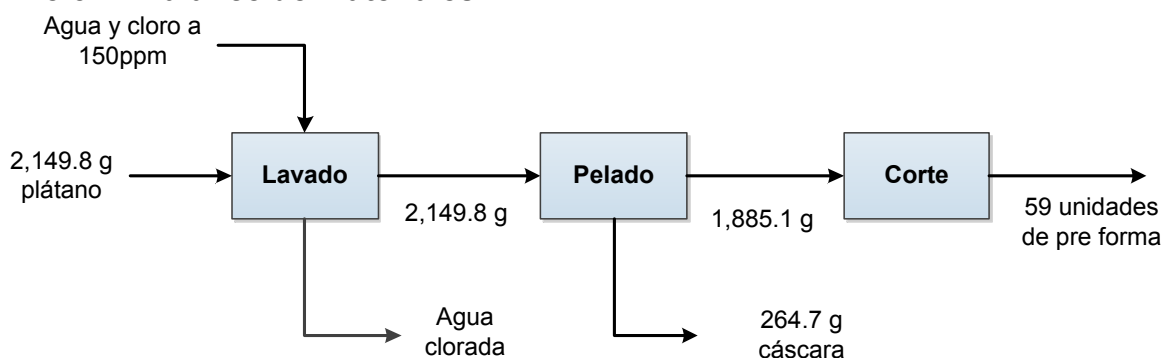 Agua y cloro a
150ppm
2,149.8 g
plátano
Lavado
2,149.8 g
Agua
clorada
Pelado
1,885.1 g
264.7 g
cáscara
Corte
59 unidades
de pre forma